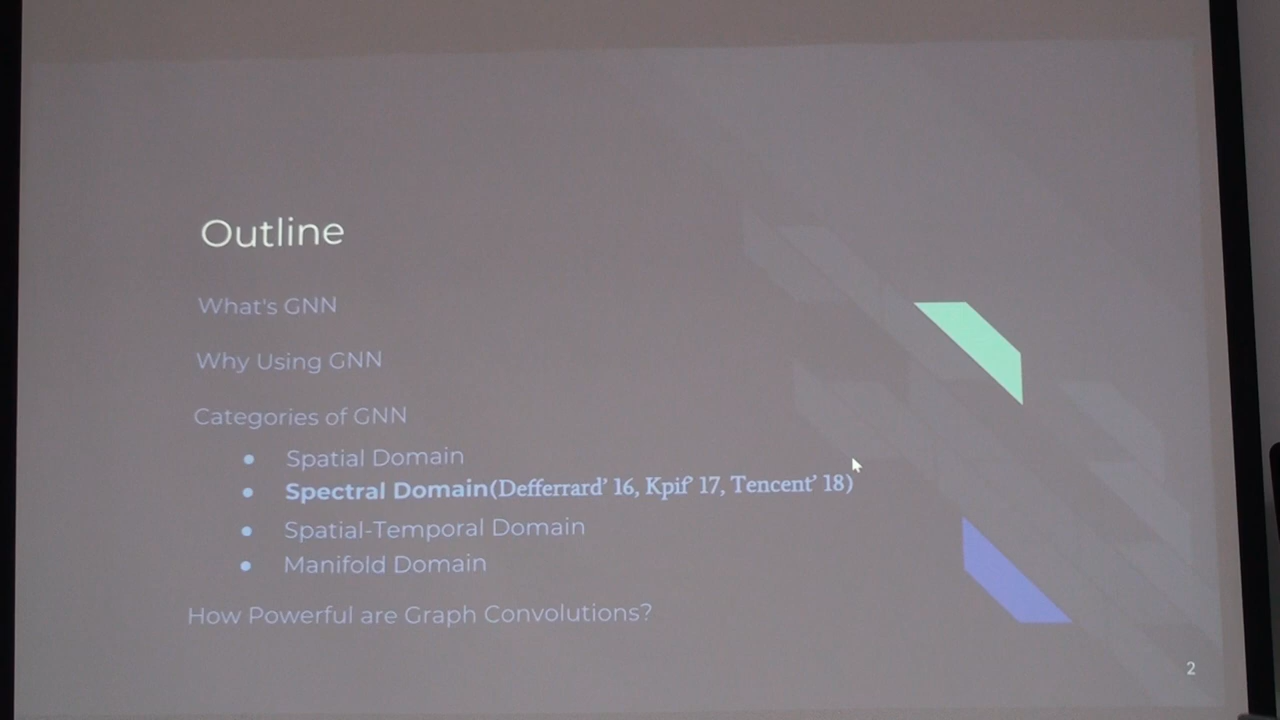 Outline
What's GNN
Why Using GNN
Categories of GNN
● Spatial Domain
● Spectral Domain(Defferrard’ 16, Kpif’ 17, Tencent’ 18)
● Spatial-Temporal Domain
● Manifold Domain
How Powerful are Graph Convolutions?
2